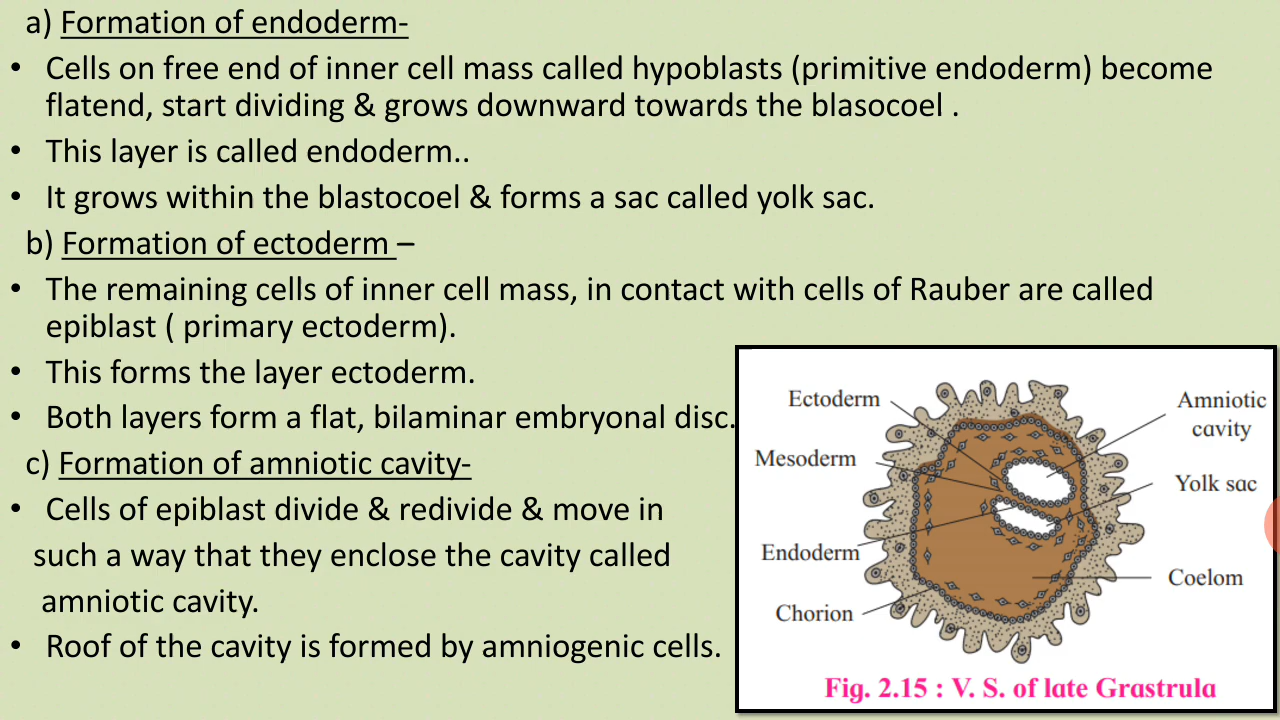 a) Formation of endoderm-
• Cells on free end of inner cell mass called hypoblasts (primitive endoderm) become
flatend, start dividing & grows downward towards the blasocoel .
• This layer is called endoderm..
• It grows within the blastocoel & forms a sac called yolk sac.
b) Formation of ectoderm –
• The remaining cells of inner cell mass, in contact with cells of Rauber are called
epiblast ( primary ectoderm).
• This forms the layer ectoderm.
• Both layers form a flat, bilaminar embryonal disc.
c) Formation of amniotic cavity-
• Cells of epiblast divide & redivide & move in
such a way that they enclose the cavity called
amniotic cavity.
• Roof of the cavity is formed by amniogenic cells.
Ectoderm
Mesoderm
Endoderm
Chorion
Amniotic
cavity
Yolk sac
Coelom
Fig. 2.15 : V. S. of late Grastrula